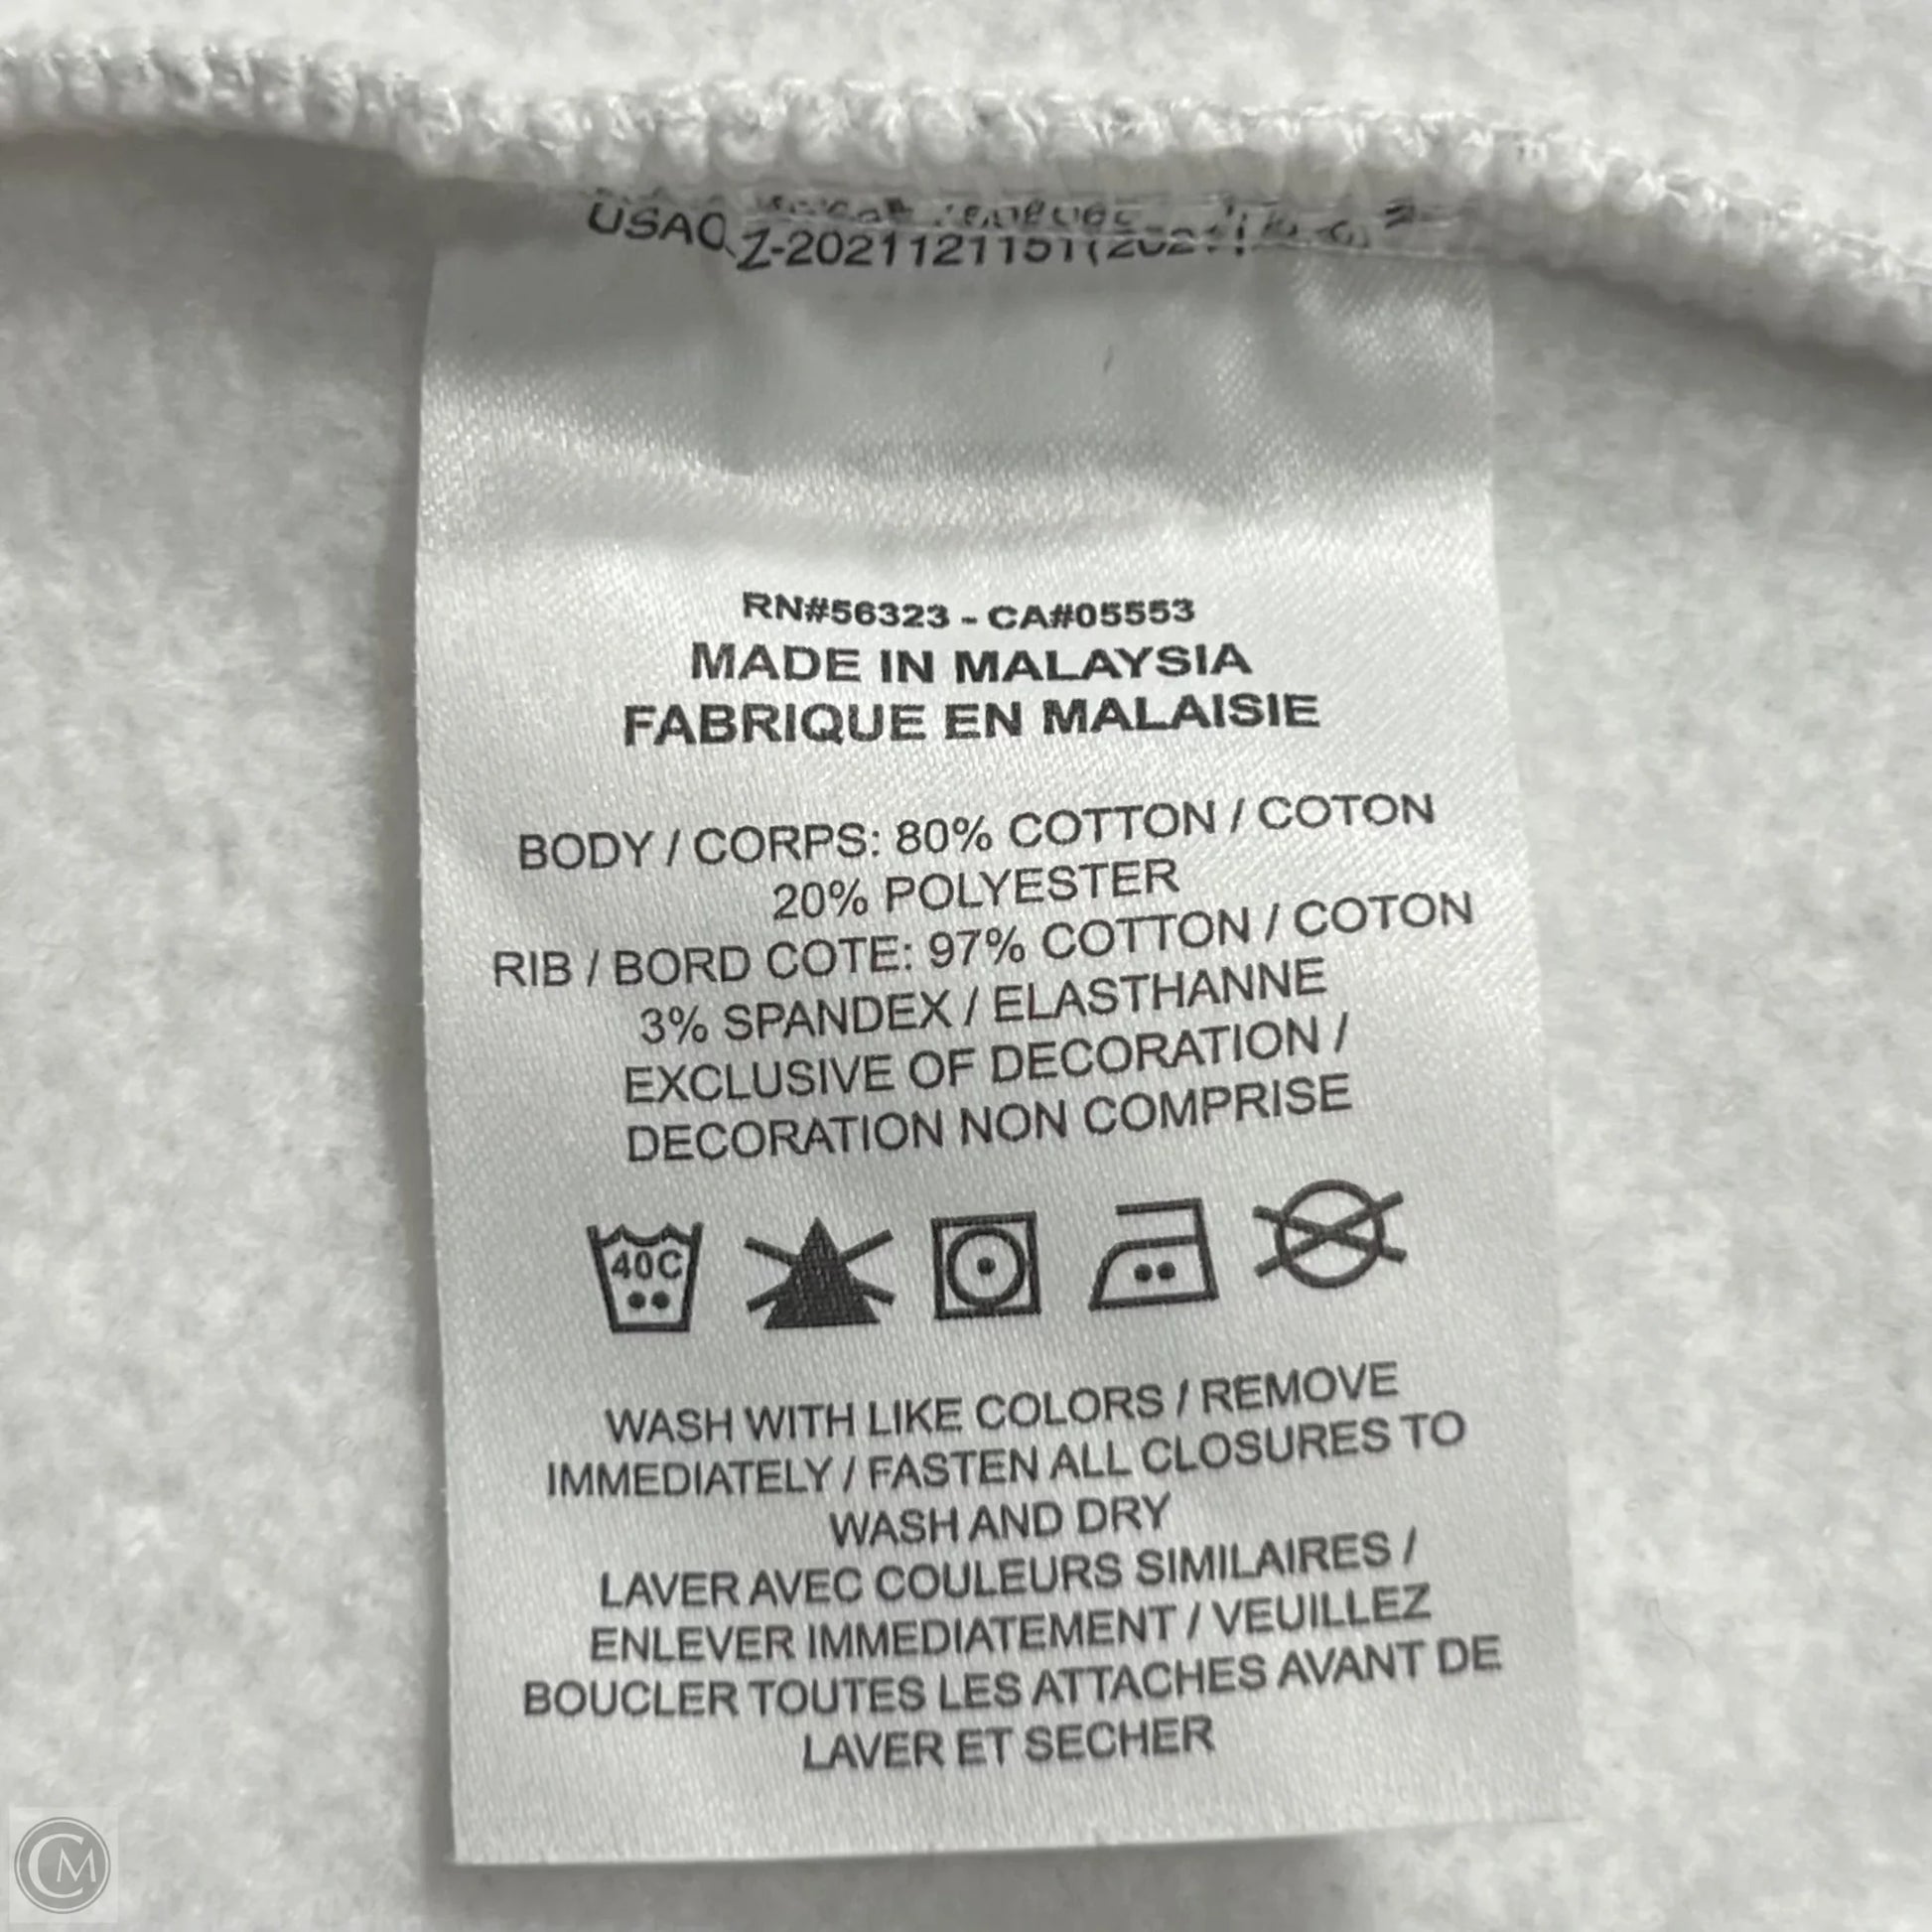 USAQ
Z-2021121151(2021
RN#56323 - CA#05553
MADE IN MALAYSIA
FABRIQUE EN MALAISIE
BODY / CORPS: 80% COTTON / COTON
20% POLYESTER
RIB / BORD COTE: 97% COTTON / COTON
3% SPANDEX / ELASTHANNE
EXCLUSIVE OF DECORATION /
DECORATION NON COMPRISE
40C
WASH WITH LIKE COLORS / REMOVE
IMMEDIATELY / FASTEN ALL CLOSURES TO
WASH AND DRY
LAVER AVEC COULEURS SIMILAIRES /
ENLEVER IMMEDIATEMENT / VEUILLEZ
BOUCLER TOUTES LES ATTACHES AVANT DE
LAVER ET SECHER
CM